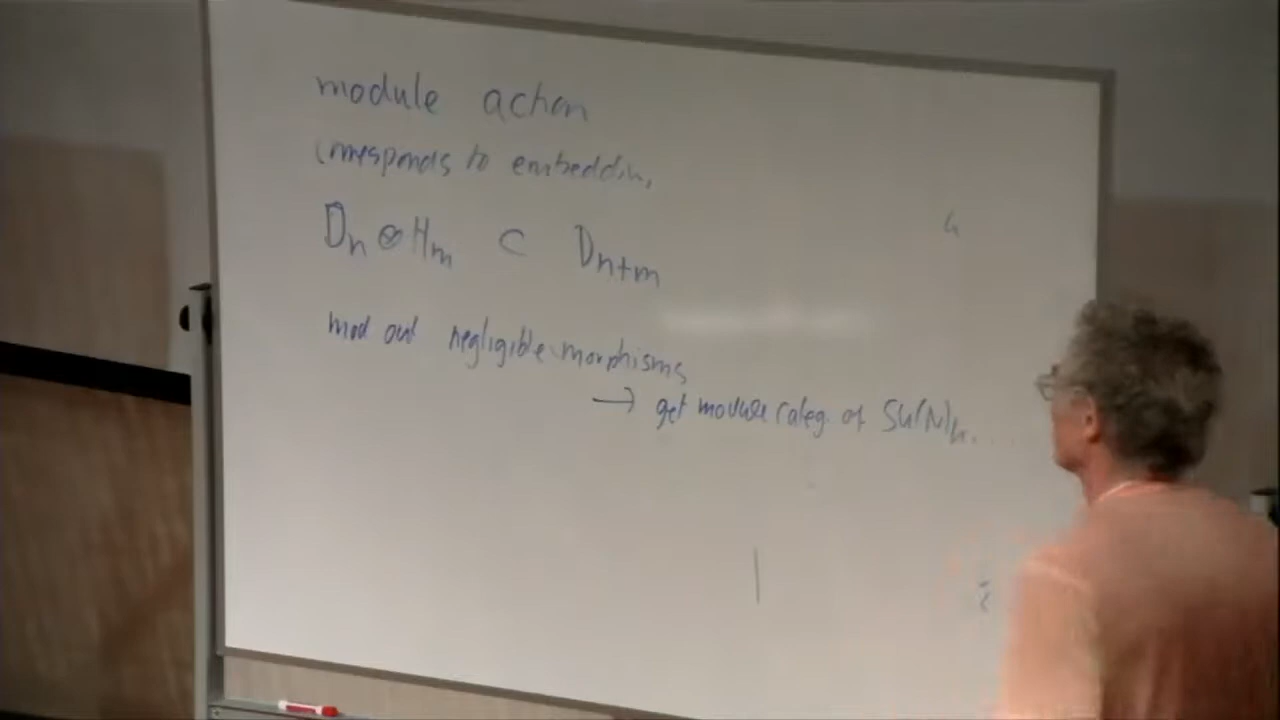 module action
corresponds to embedding
Dn ⊗ Hm ⊂ Dn+m
mod out negligible morphisms
→ get module categ. of SU(N)k.